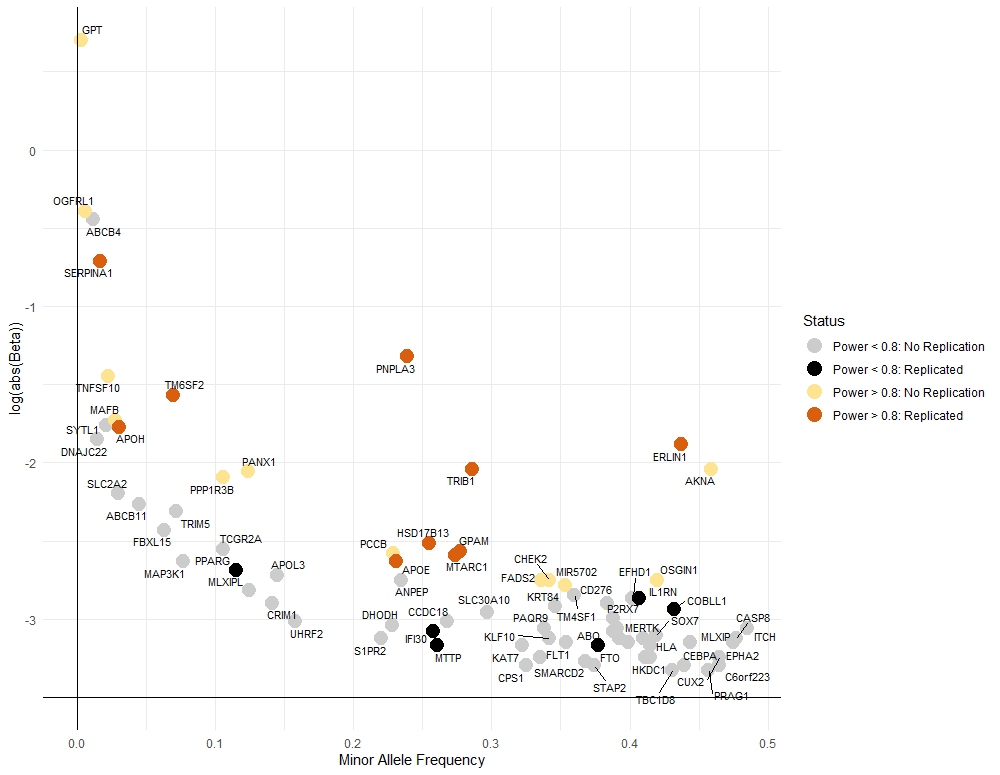 GPT
0
OGFRL1
ABCB4
SERPINA1
-1
PNPLA3
TNFSF10
TM6SF2
MAFB
SYTL1
APOH
DNAJC22
ERLIN1
-2
PANX1
PPP1R3B
TRIB1
AKNA
SLC2A2
ABCB11
TRIM5
FBXL15
TCGR2A
HSD17B13
GPAM
PCCB
MTARC1
APOE
MAP3K1
PPARG
APOL3
MLXIPL
ANPEP
CHEK2
FADS2
MIR5702
EFHD1
OSGIN1
CD276
IL1RN
KRT84
SLC30A10
P2RX7
COBLL1
CRIM1
UHRF2
DHODH
CCDC18
PAQR9
TM4SF1
SOX7
CASP8
-3
S1PR2
IFI30
MTTP
KLF10
ABO
MERTK
MLXIP
ITCH
KAT7
FLT1
FTO
HLA
CEBPA
EPHA2
CPS1
SMARCD2
HKDC1
C6orf223
STAP2
TBC1D8
CUX2
PRAG1
0.0
0.1
0.2
0.3
0.4
0.5
Minor Allele Frequency
log(abs(Beta))
Status
Power < 0.8: No Replication
Power < 0.8: Replicated
Power > 0.8: No Replication
Power > 0.8: Replicated